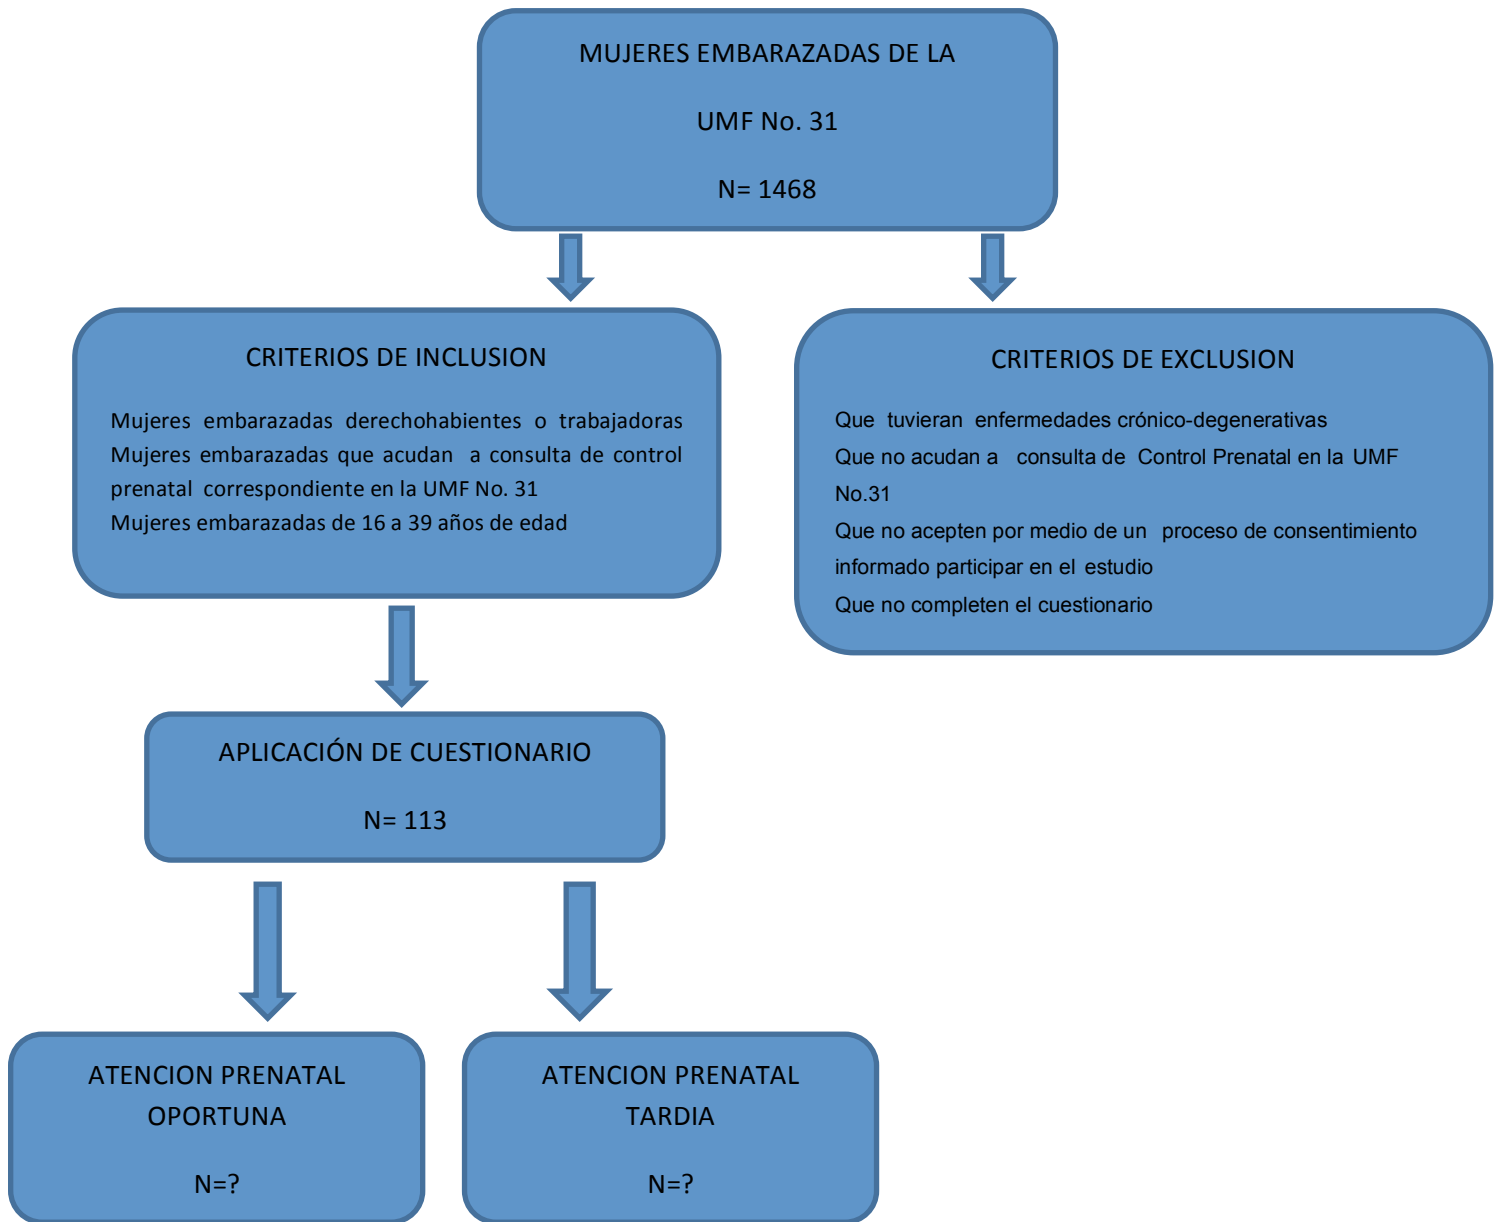 MUJERES EMBARAZADAS DE LA
UMF No. 31
N= 1468
CRITERIOS DE INCLUSION
Mujeres embarazadas derechohabientes o trabajadoras
Mujeres embarazadas que acudan a consulta de control
prenatal correspondiente en la UMF No. 31
Mujeres embarazadas de 16 a 39 años de edad
CRITERIOS DE EXCLUSION
Que tuvieran enfermedades crónico-degenerativas
Que no acudan a consulta de Control Prenatal en la UMF
No.31
Que no acepten por medio de un proceso de consentimiento
informado participar en el estudio
Que no completen el cuestionario
APLICACIÓN DE CUESTIONARIO
N= 113
ATENCION PRENATAL
OPORTUNA
N=?
ATENCION PRENATAL
TARDIA
N=?